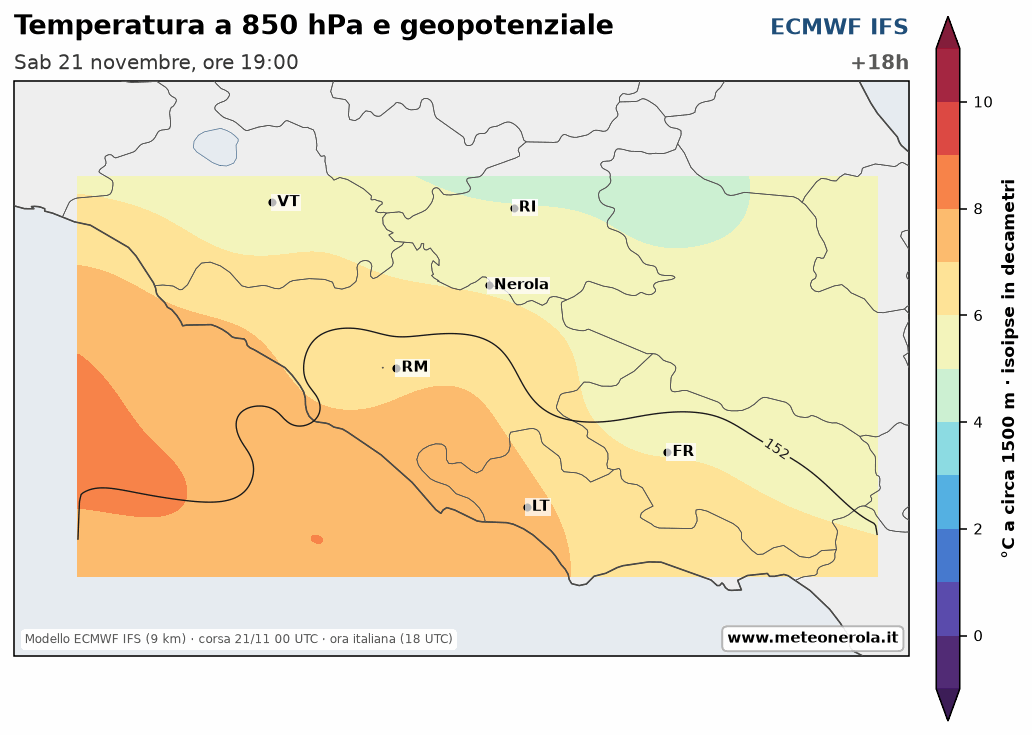 Temperatura a 850 hPa e geopotenziale
ECMWF IFS
Sab 21 novembre, ore 19:00
+18h
VT
RI
Nerola
RM
152
FR
LT
Modello ECMWF IFS (9 km) · corsa 21/11 00 UTC · ora italiana (18 UTC)
www.meteonerola.it
10
8
6
4
2
0
°C a circa 1500 m · isoipse in decametri